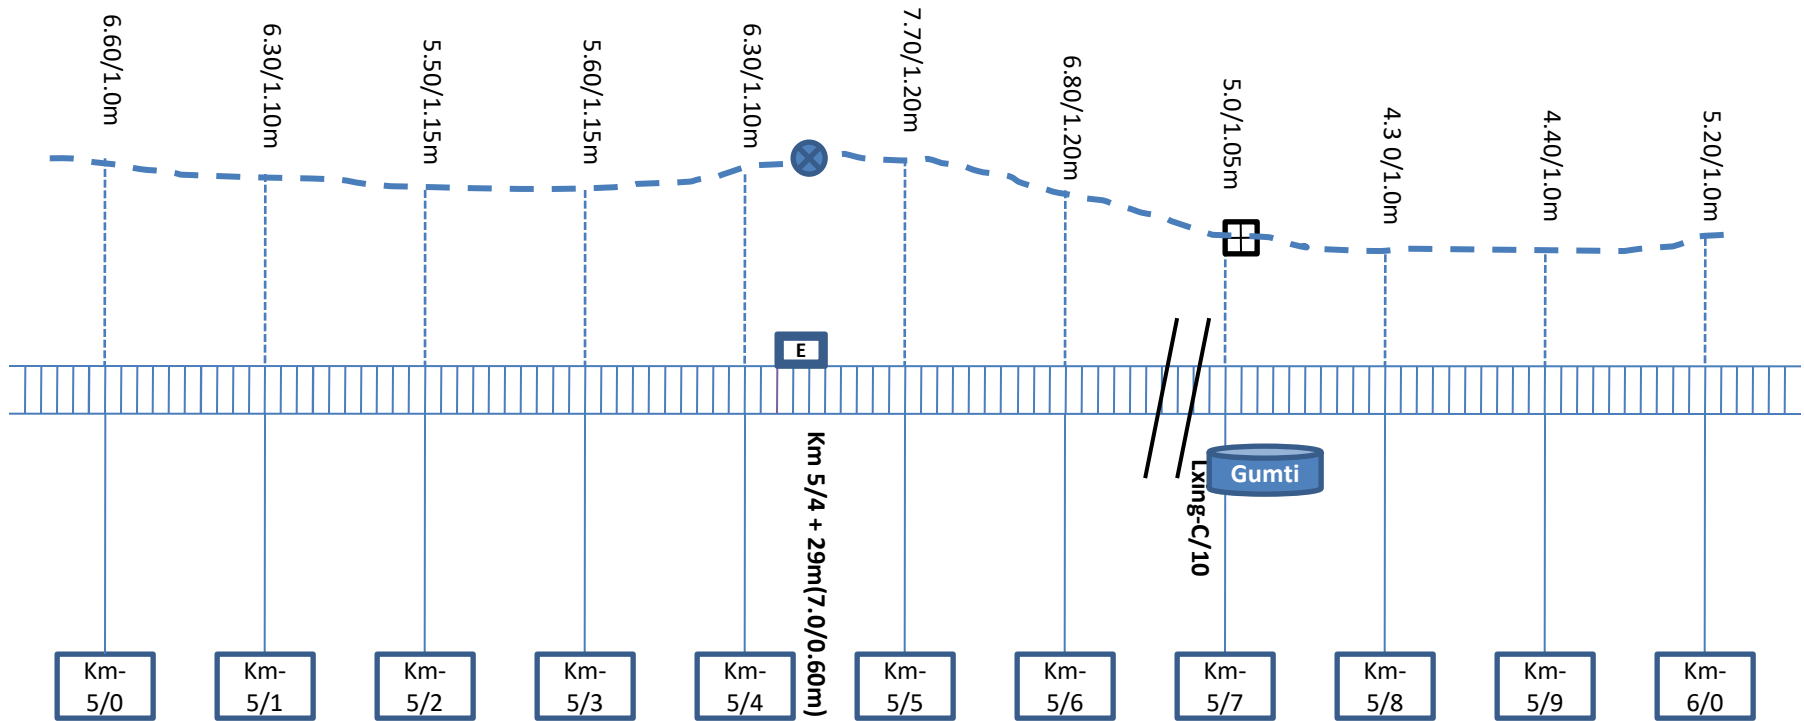 6.60/1.0m
6.30/1.10m
5.50/1.15m
5.60/1.15m
6.30/1.10m
7.70/1.20m
6.80/1.20m
5.0/1.05m
4.3 0/1.0m
4.40/1.0m
5.20/1.0m
E
Km 5/4 + 29m(7.0/0.60m)
Lxing-C/10
Gumti
Km-
5/0
Km-
5/1
Km-
5/2
Km-
5/3
Km-
5/4
Km-
5/5
Km-
5/6
Km-
5/7
Km-
5/8
Km-
5/9
Km-
6/0